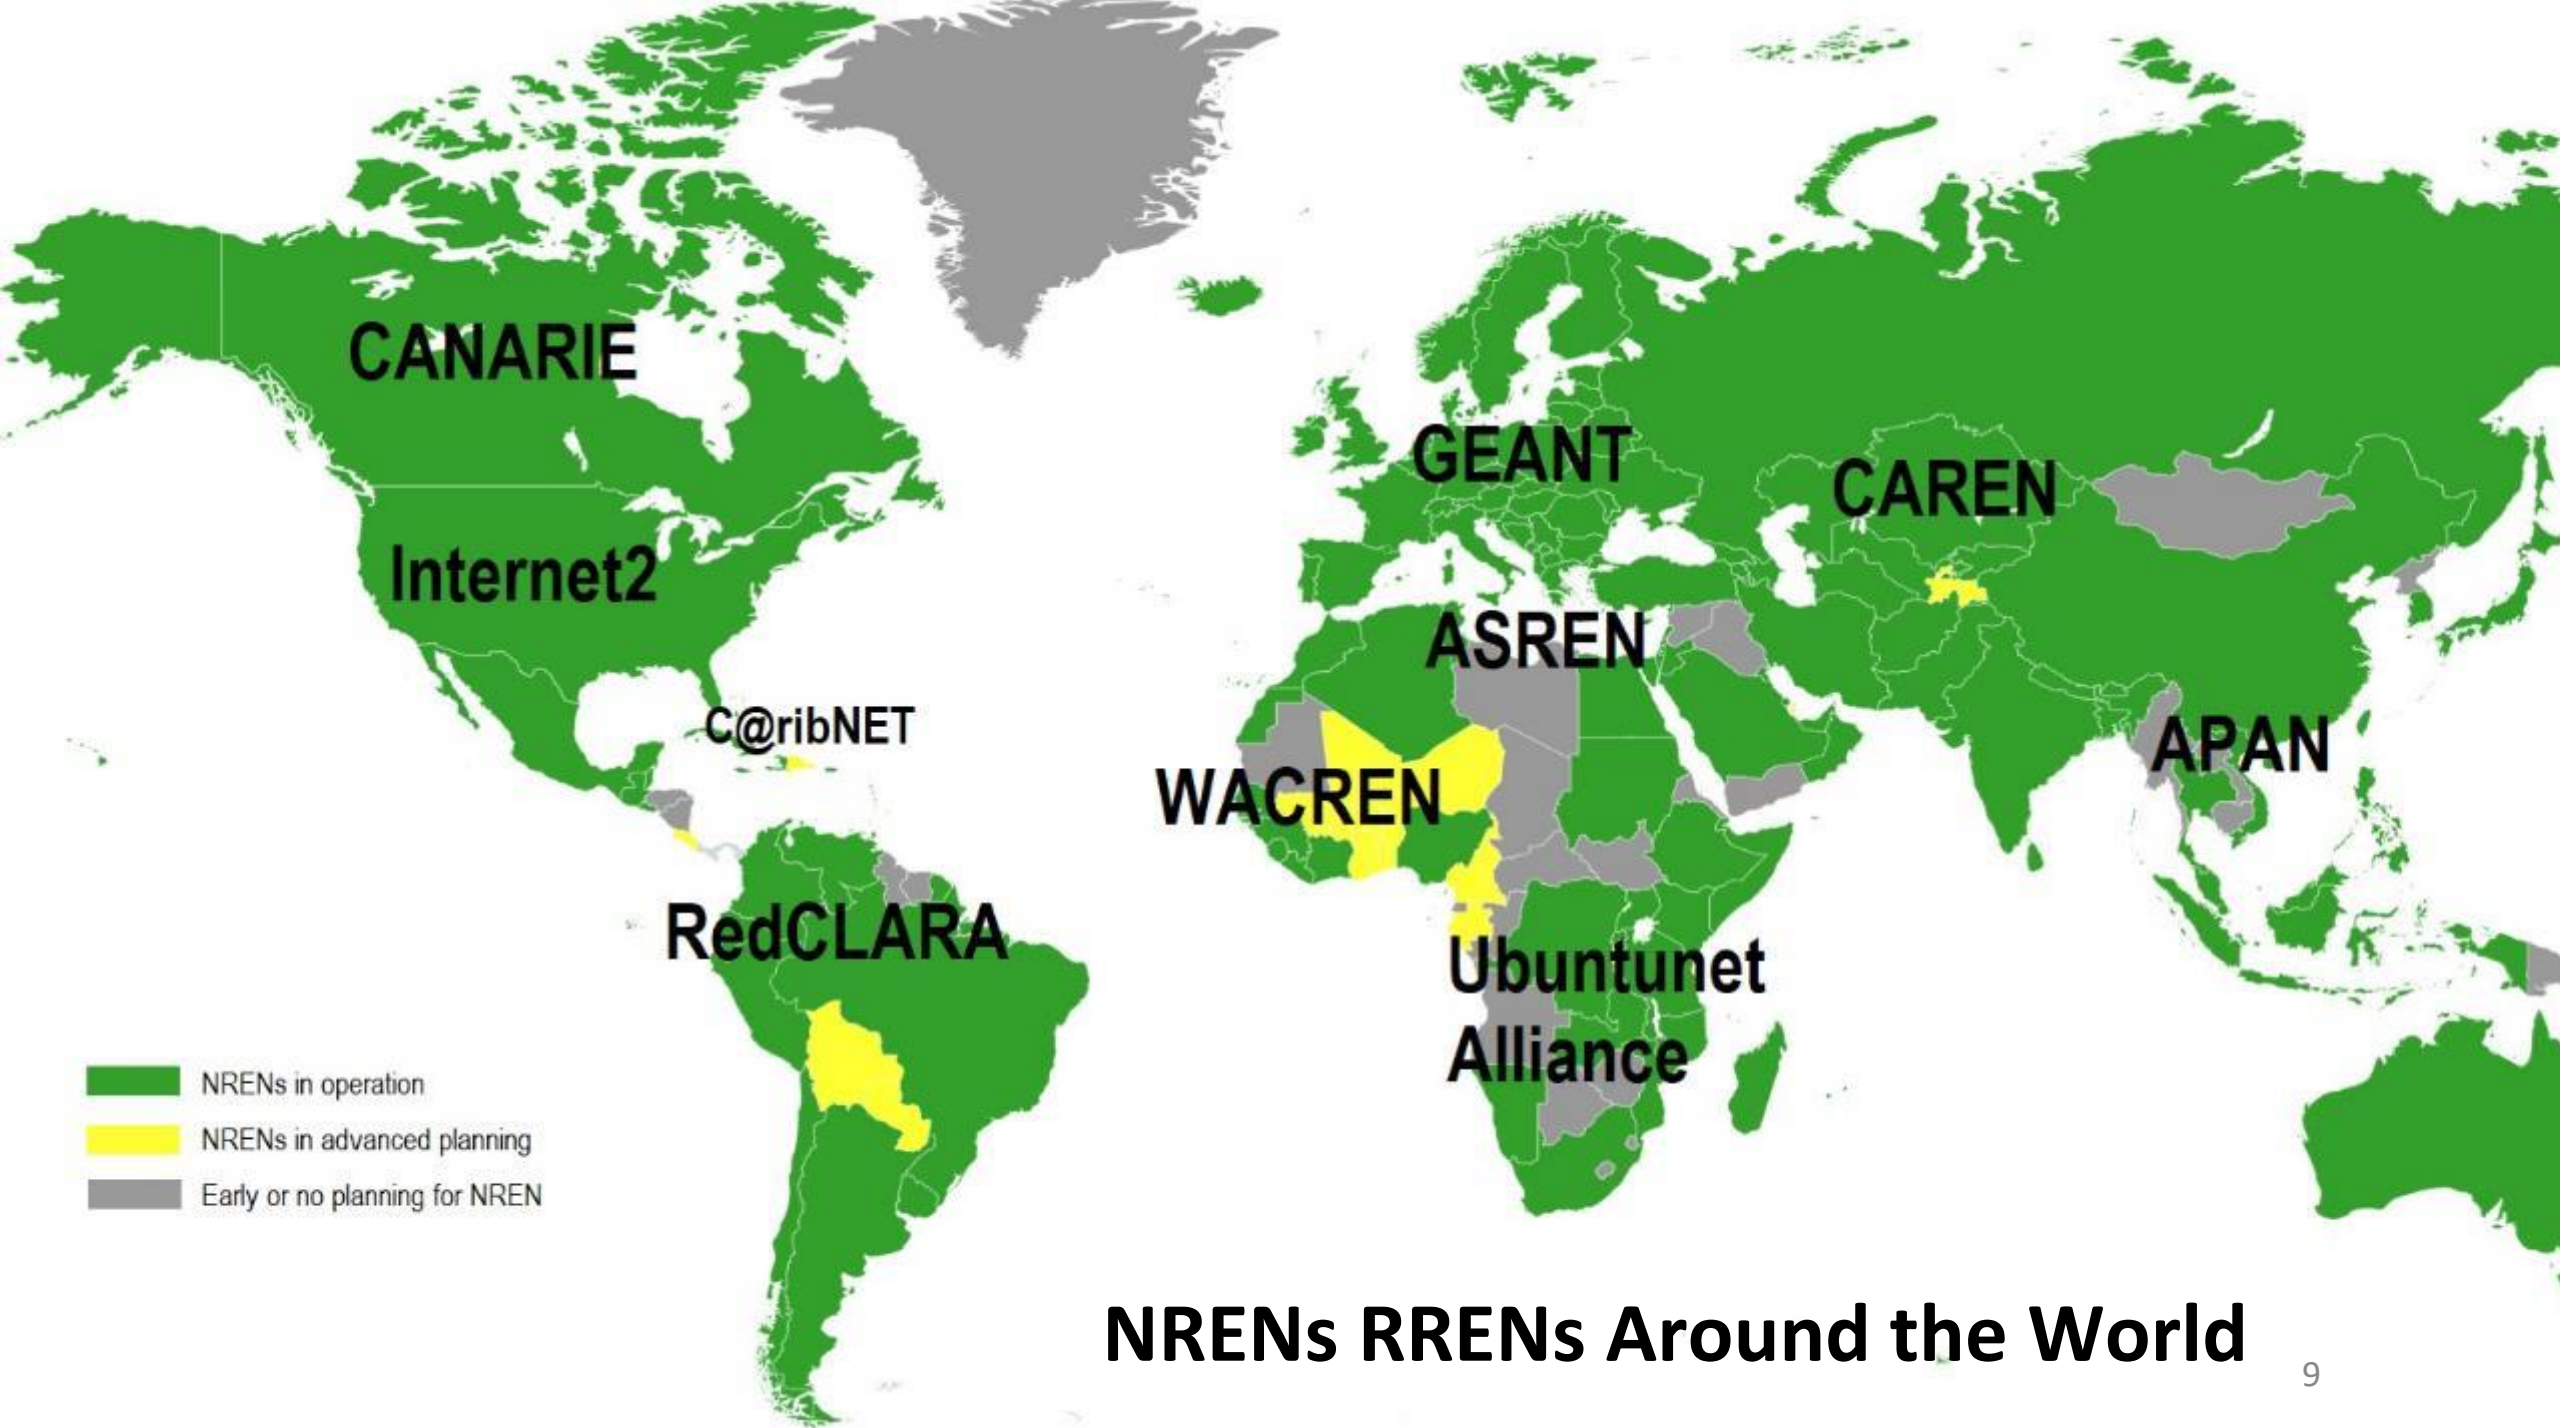 CANARIE
GEANT
CAREN
Internet2
ASREN
C@ribNET
APAN
WACREN
RedCLARA
Ubuntunet
Alliance
NRENs in operation
NRENs in advanced planning
Early or no planning for NREN
NRENs RRENs Around the World
9